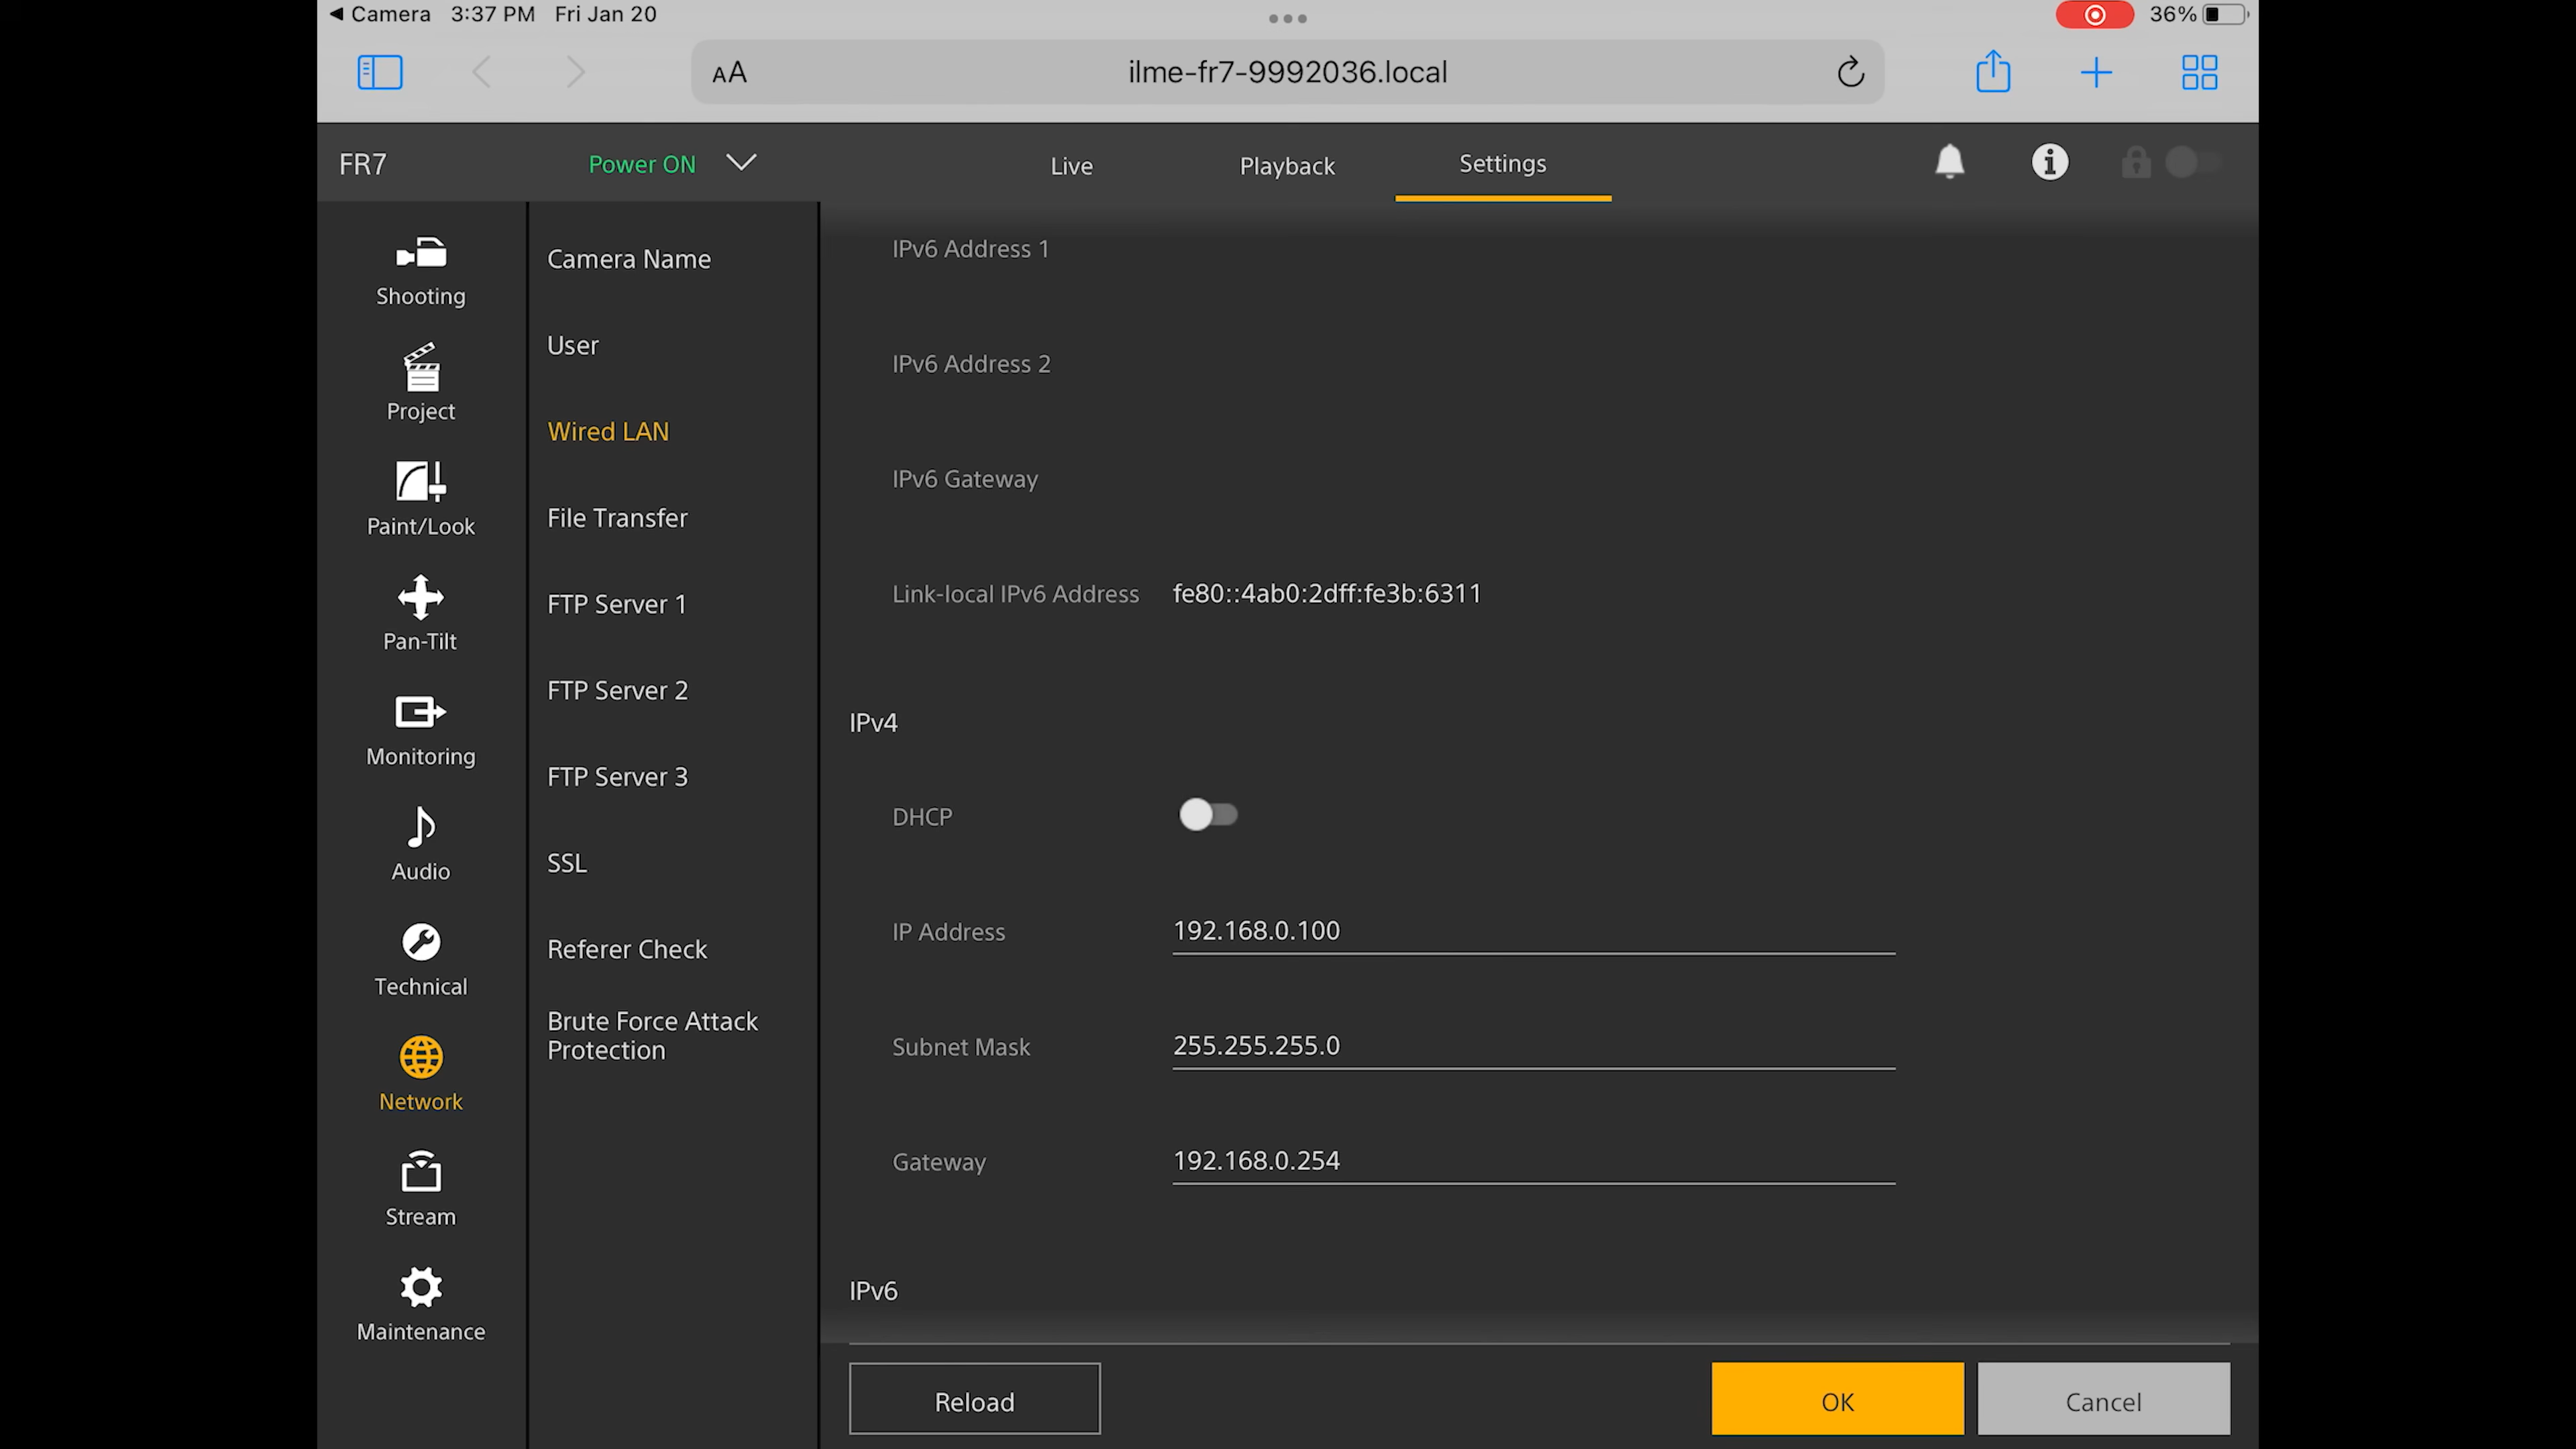 Camera 3:37 PM Fri Jan 20
36%
AA ilme-fr7-9992036.local
FR7 Power ON Live Playback Settings
Shooting
Project
Paint/Look
Pan-Tilt
Monitoring
Audio
Technical
Network
Stream
Maintenance
Camera Name
User
Wired LAN
File Transfer
FTP Server 1
FTP Server 2
FTP Server 3
SSL
Referer Check
Brute Force Attack
Protection
IPv6 Address 1
IPv6 Address 2
IPv6 Gateway
Link-local IPv6 Address fe80::4ab0:2dff:fe3b:6311
IPv4
DHCP
IP Address 192.168.0.100
Subnet Mask 255.255.255.0
Gateway 192.168.0.254
IPv6
Reload OK Cancel